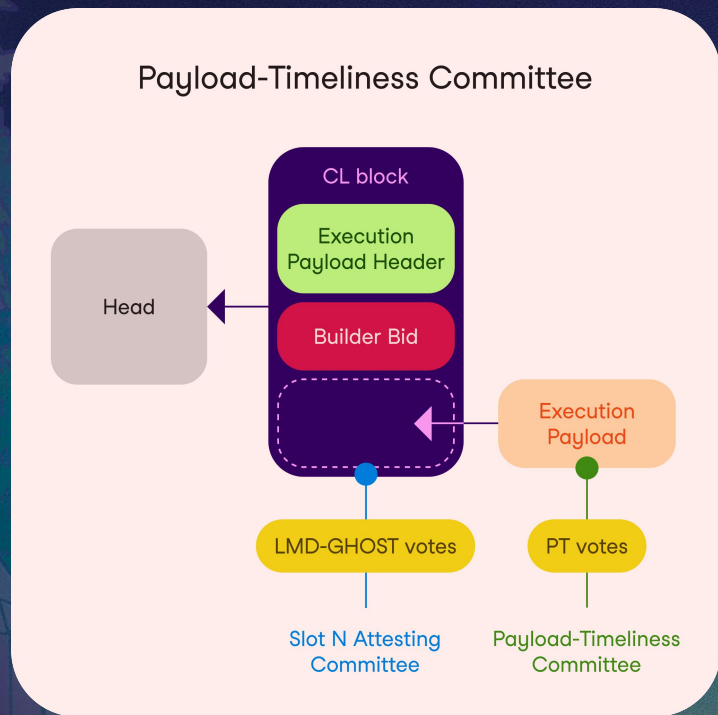 Payload-Timeliness Committee
CL block
Execution
Payload Header
Head
Builder Bid
Execution
Payload
LMD-GHOST votes
PT votes
Slot N Attesting
Committee
Payload-Timeliness
Committee